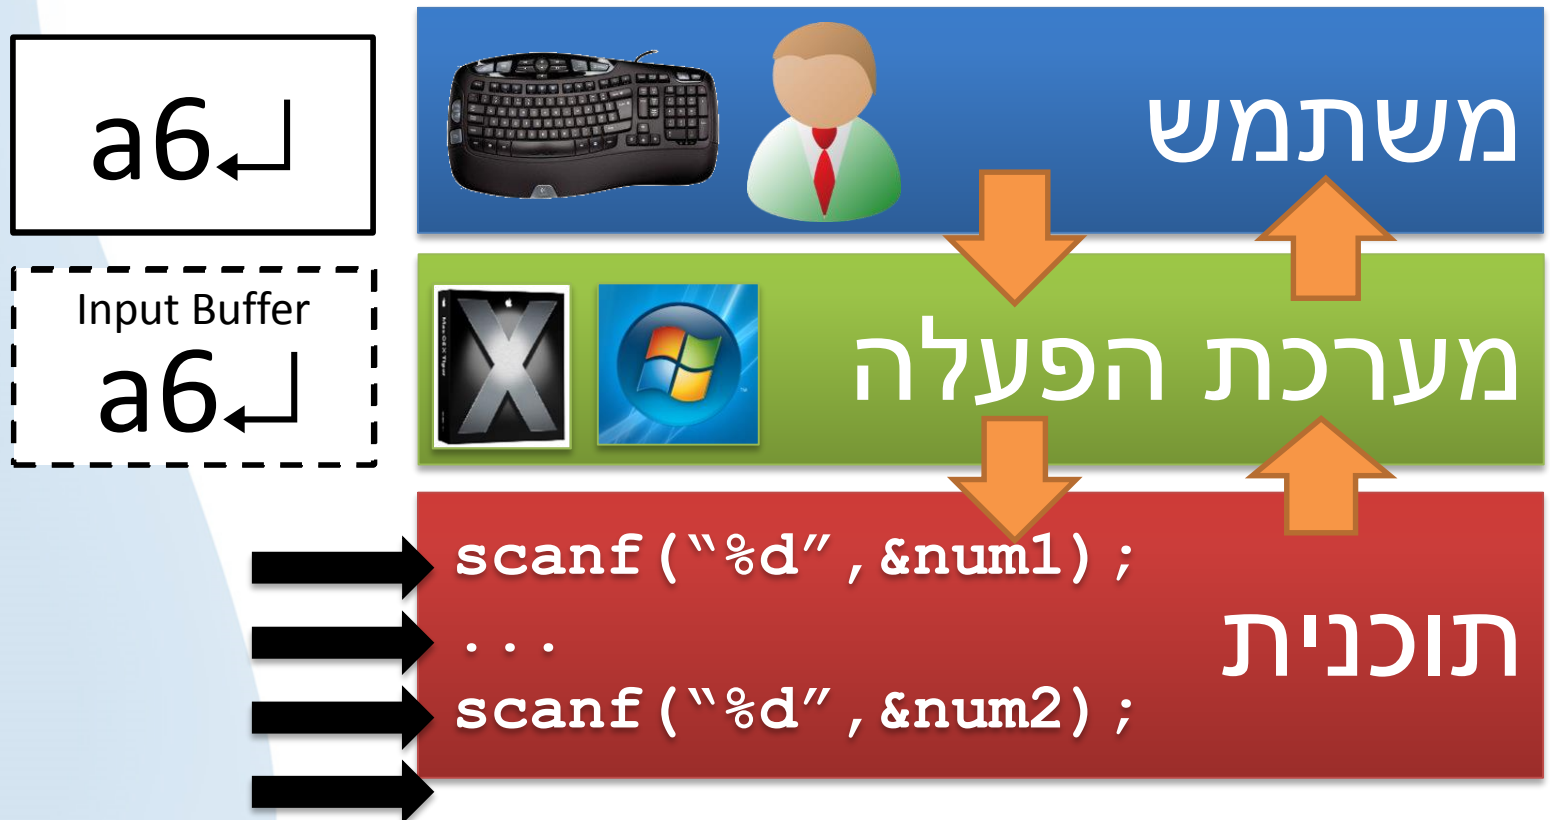 a6↵
משתמש
Input Buffer
a6↵
מערכת הפעלה
scanf(“%d”,&num1);
...
scanf(“%d”,&num2);
תוכנית